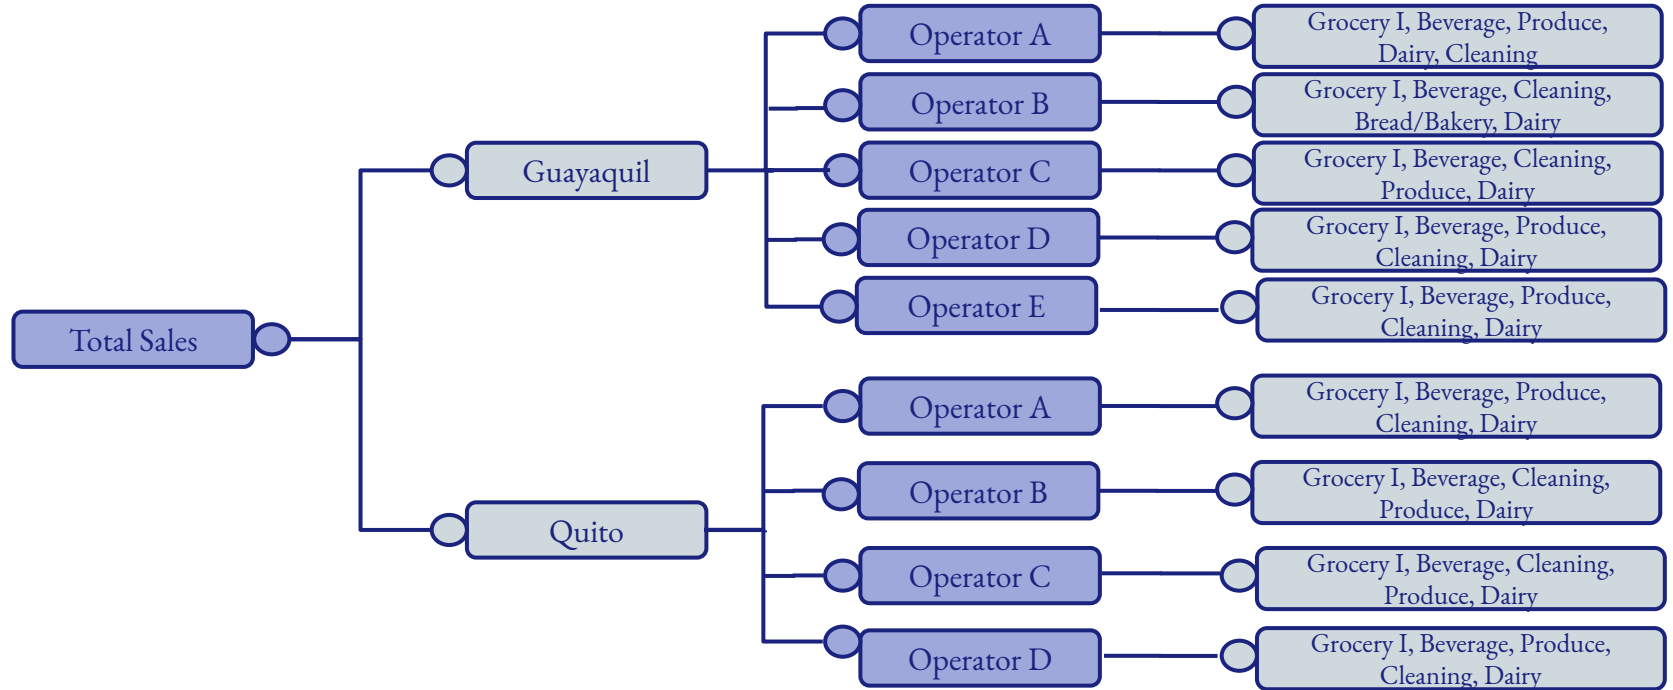 Total Sales
Guayaquil
Operator A
Grocery I, Beverage, Produce,
Dairy, Cleaning
Operator B
Grocery I, Beverage, Cleaning,
Bread/Bakery, Dairy
Operator C
Grocery I, Beverage, Cleaning,
Produce, Dairy
Operator D
Grocery I, Beverage, Produce,
Cleaning, Dairy
Operator E
Grocery I, Beverage, Produce,
Cleaning, Dairy
Quito
Operator A
Grocery I, Beverage, Produce,
Cleaning, Dairy
Operator B
Grocery I, Beverage, Cleaning,
Produce, Dairy
Operator C
Grocery I, Beverage, Cleaning,
Produce, Dairy
Operator D
Grocery I, Beverage, Produce,
Cleaning, Dairy